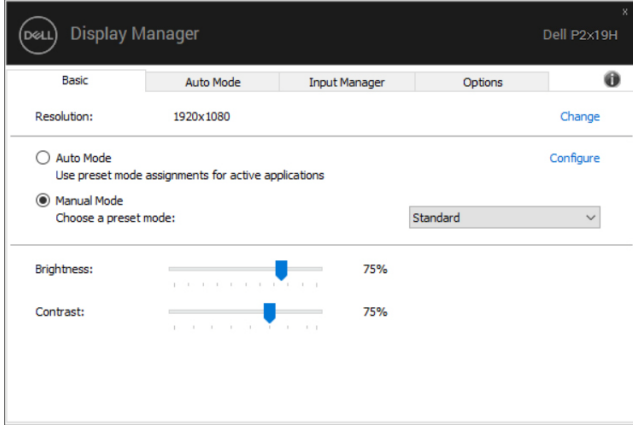 x
DELL Display Manager Dell P2x19H
Basic Auto Mode Input Manager Options i
Resolution: 1920x1080 Change
Auto Mode Configure
Use preset mode assignments for active applications
Manual Mode
Choose a preset mode: Standard
Brightness: 75%
Contrast: 75%